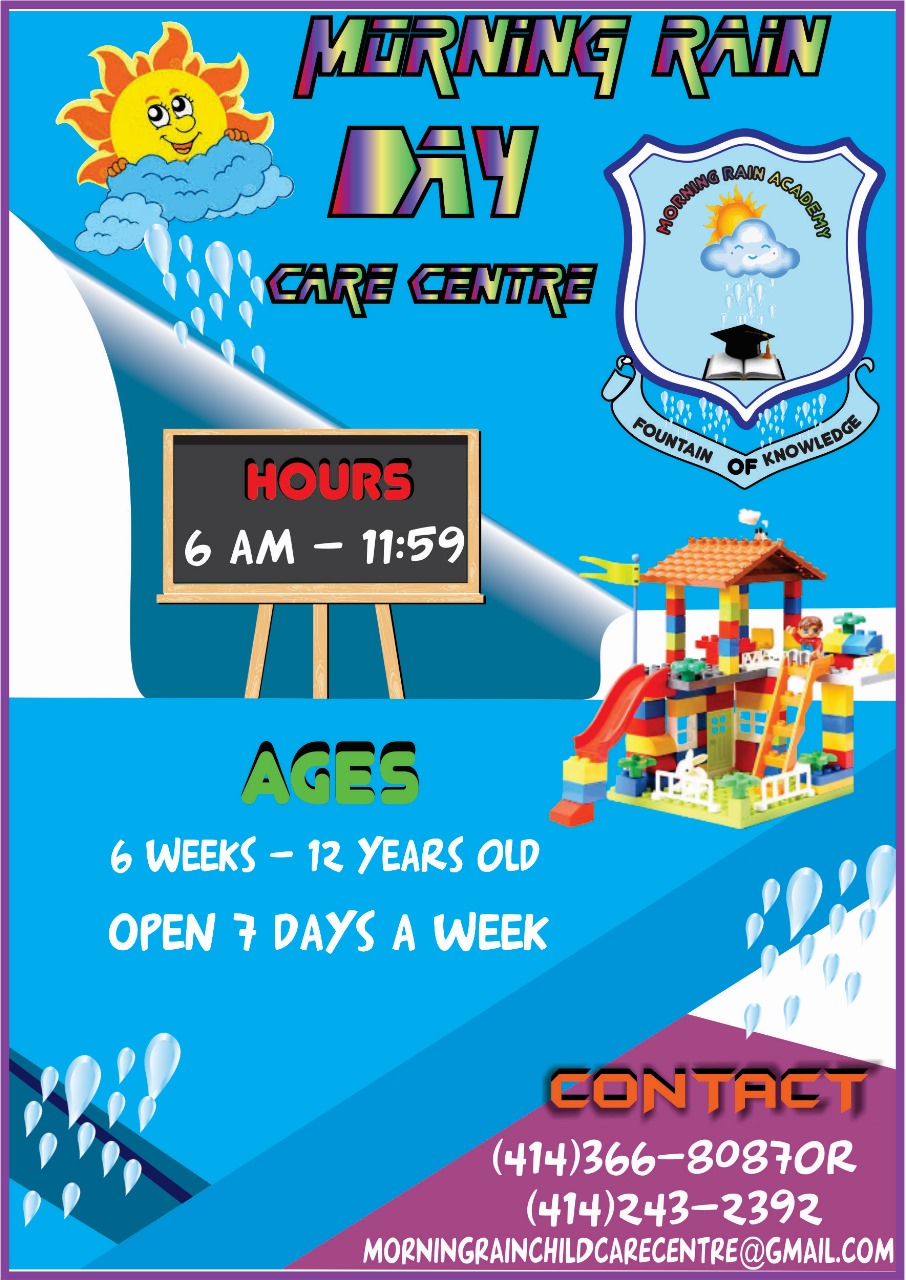 MORNING RAIN
DAY
CARE CENTRE
MORNING RAIN ACADEMY
FOUNTAIN OF KNOWLEDGE
HOURS
6 AM – 11:59
AGES
6 WEEKS – 12 YEARS OLD
OPEN 7 DAYS A WEEK
CONTACT
(414)366-8087OR
(414)243-2392
MORNINGRAINCHILDCARECENTRE@GMAIL.COM